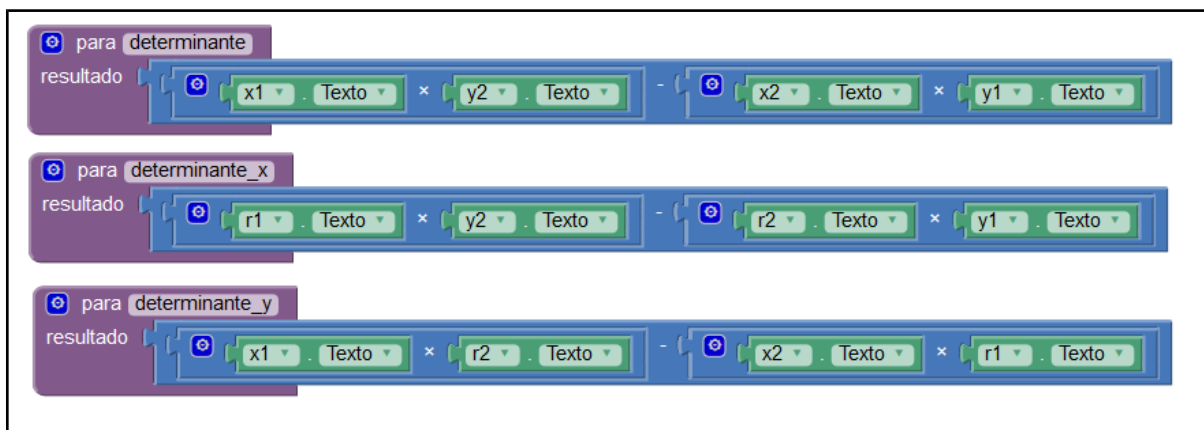 para determinante
resultado x1 . Texto × y2 . Texto - x2 . Texto × y1 . Texto
para determinante_x
resultado r1 . Texto × y2 . Texto - r2 . Texto × y1 . Texto
para determinante_y
resultado x1 . Texto × r2 . Texto - x2 . Texto × r1 . Texto